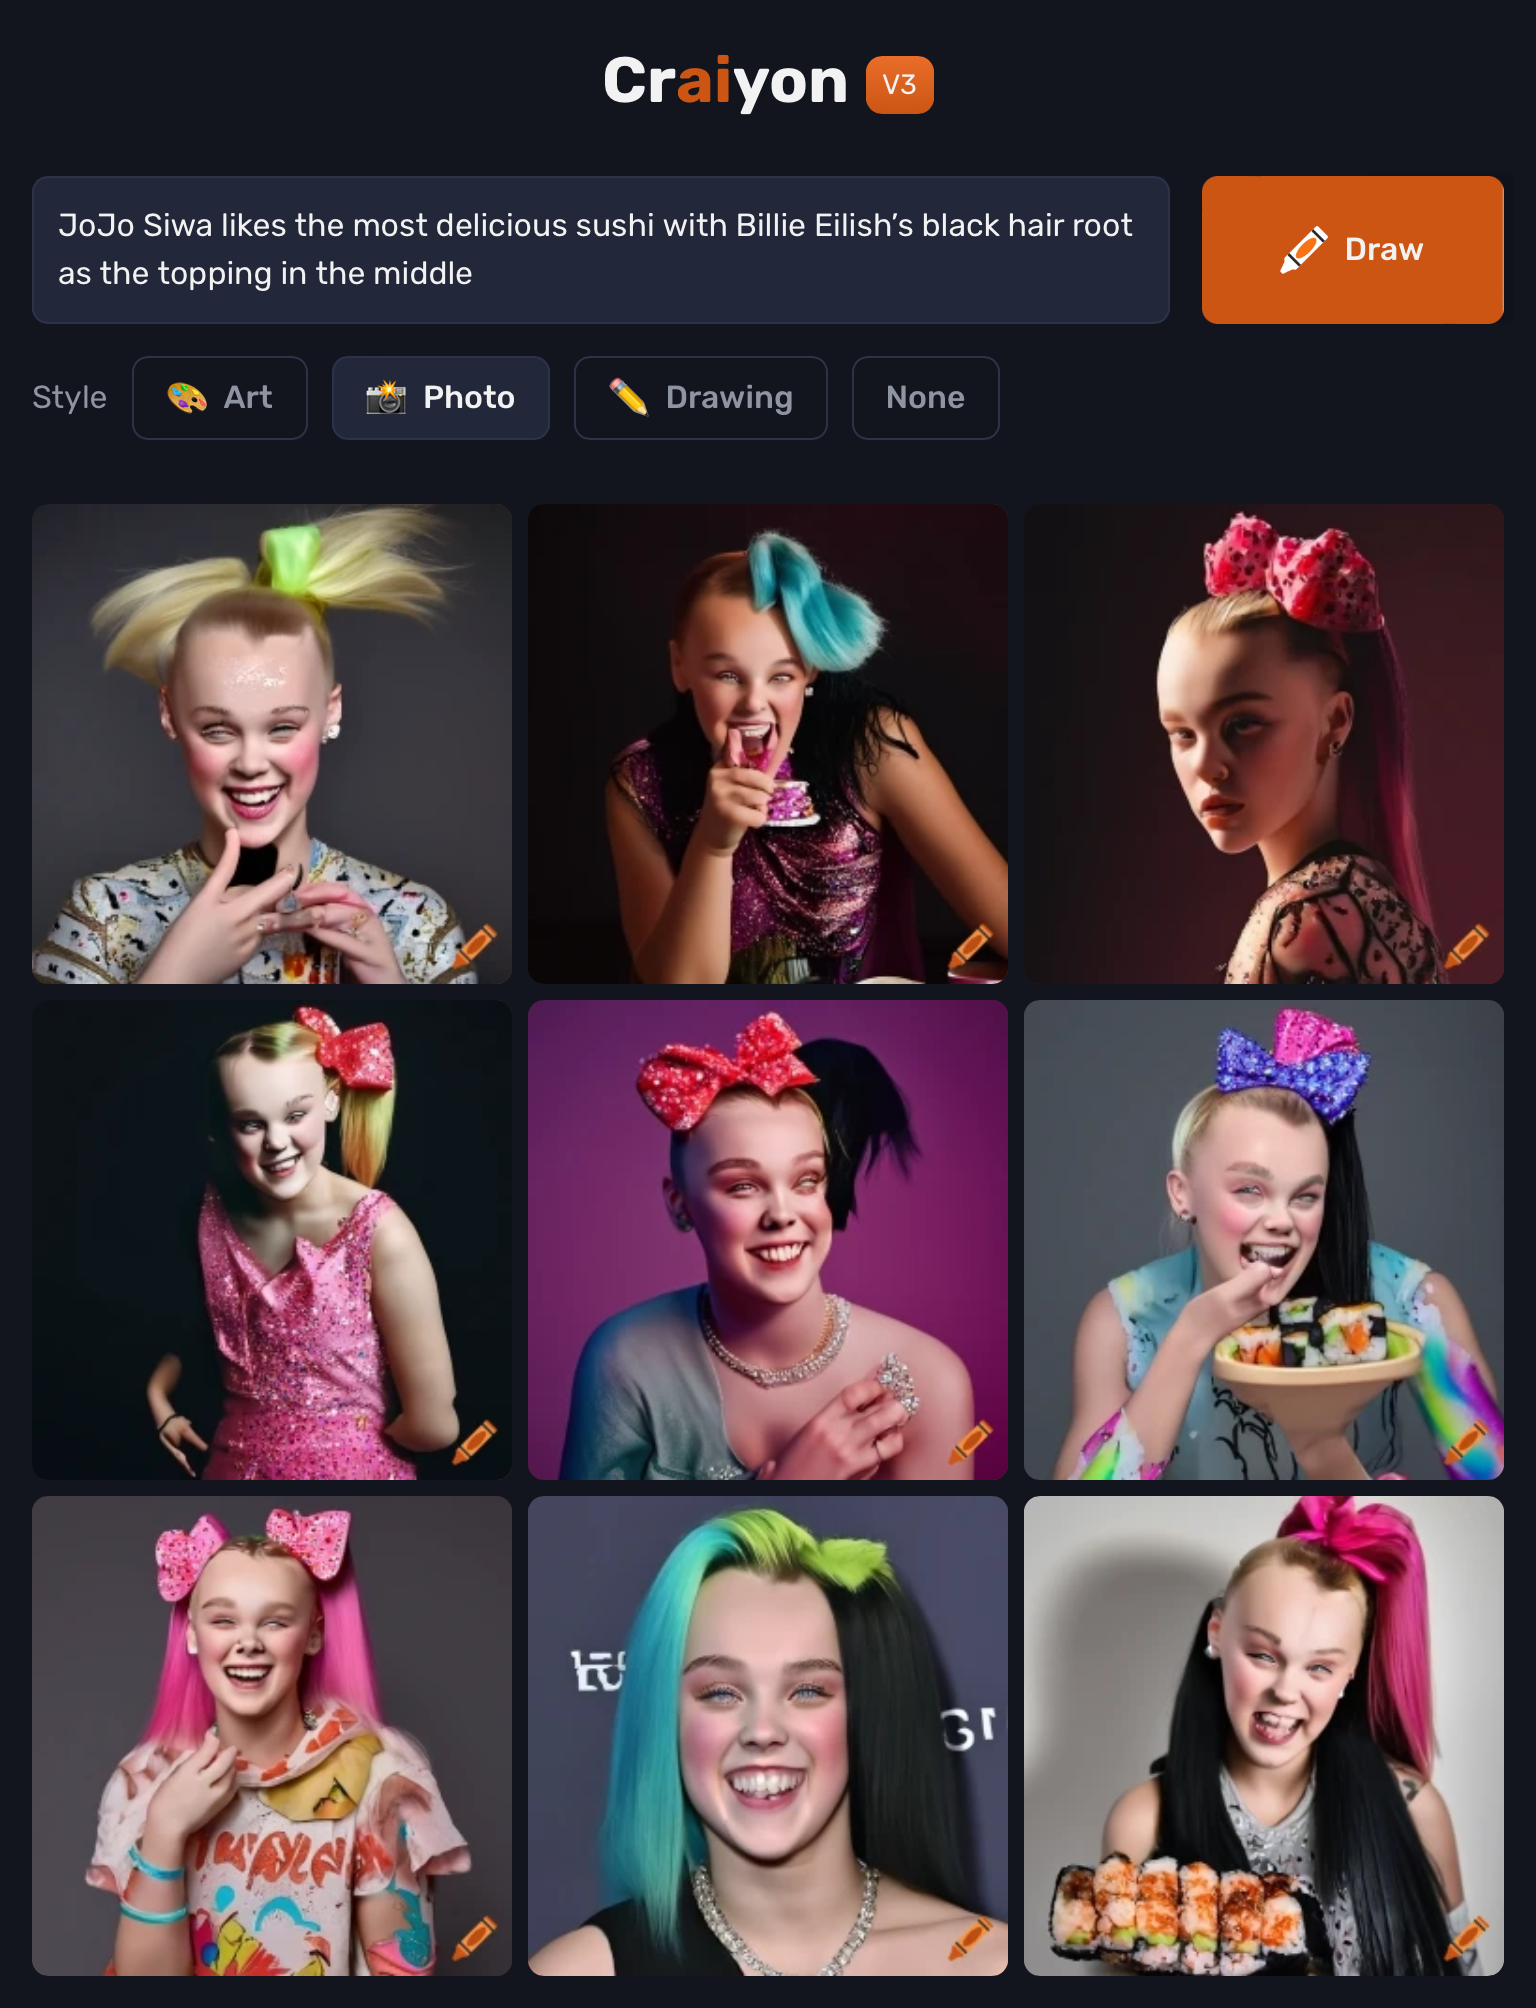 Craiyon V3
JoJo Siwa likes the most delicious sushi with Billie Eilish’s black hair root
as the topping in the middle
Draw
Style
Art
Photo
Drawing
None